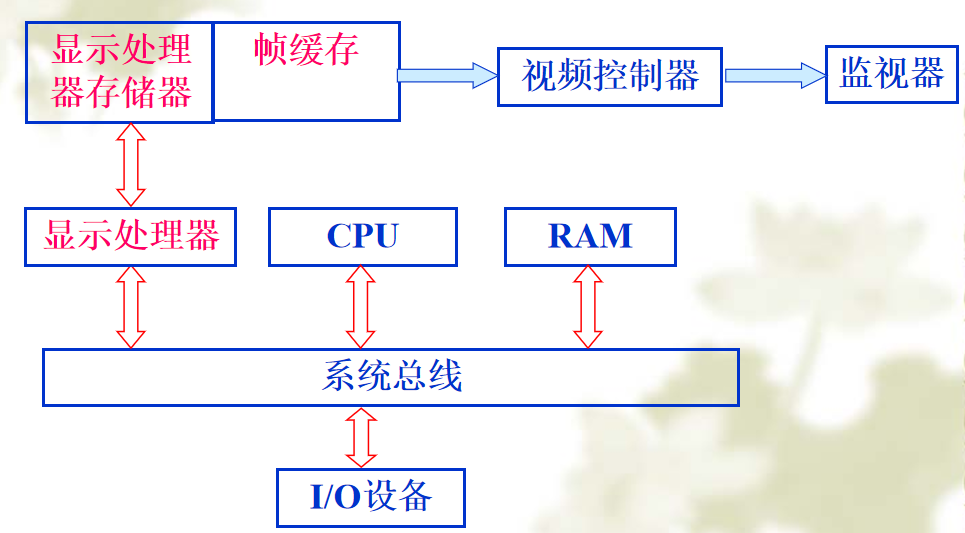 显示处理
器存储器
帧缓存
视频控制器
监视器
显示处理器
CPU
RAM
系统总线
I/O设备